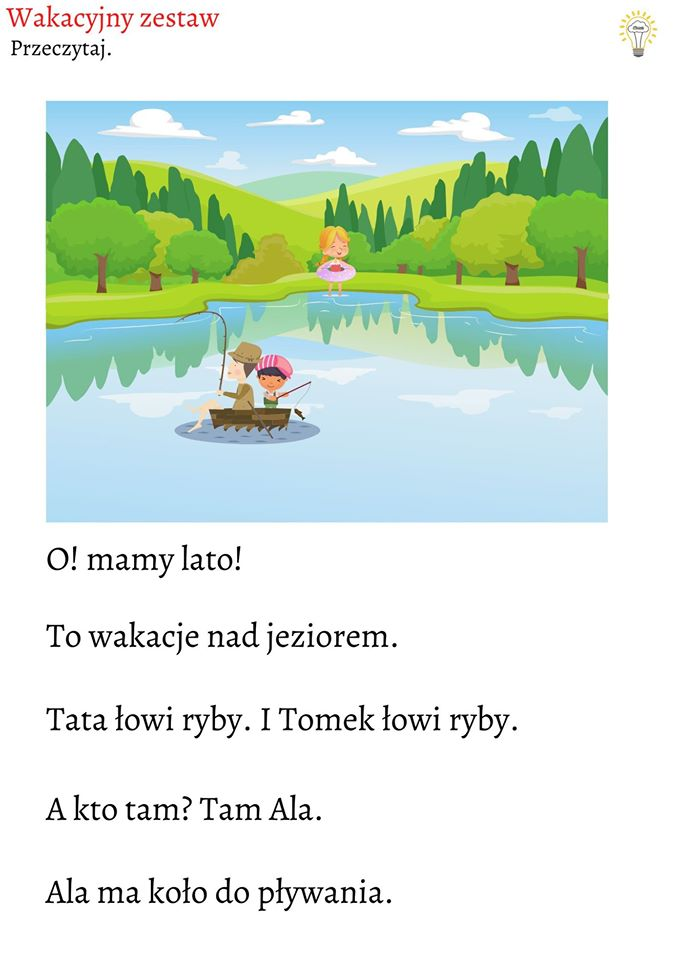 Wakacyjny zestaw
Przeczytaj.
O! mamy lato!
To wakacje nad jeziorem.
Tata łowi ryby. I Tomek łowi ryby.
A kto tam? Tam Ala.
Ala ma koło do pływania.